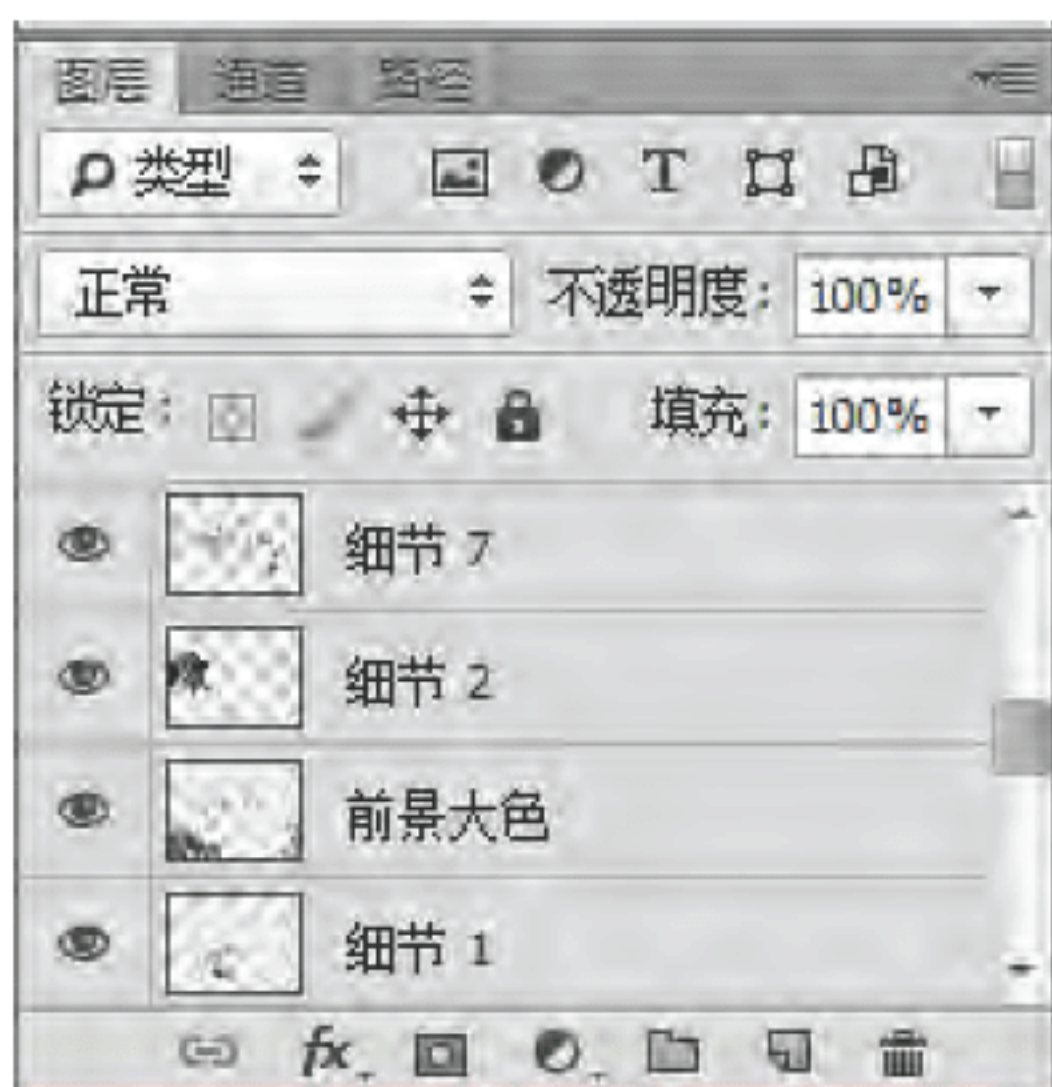 图层 通道 路径
类型 T
正常 不透明度: 100%
锁定: 填充: 100%
细节 7
细节 2
前景大色
细节 1
fx.